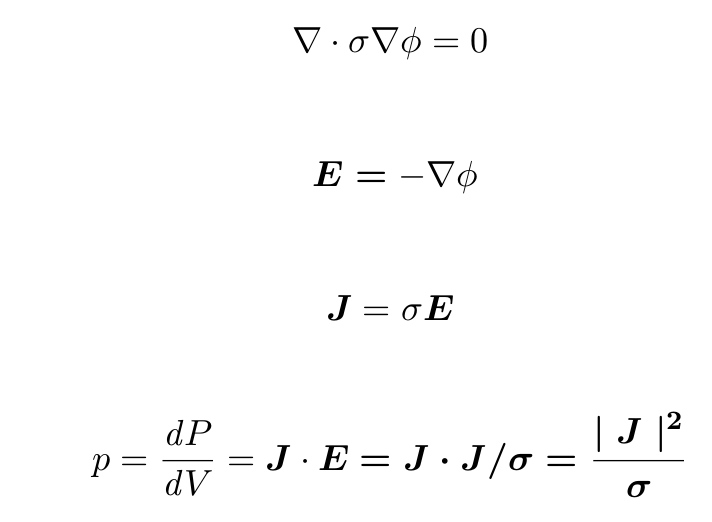 ∇ · σ∇ϕ = 0
E = −∇ϕ
J = σE
p = dP/dV = J · E = J · J/σ = | J |²/σ